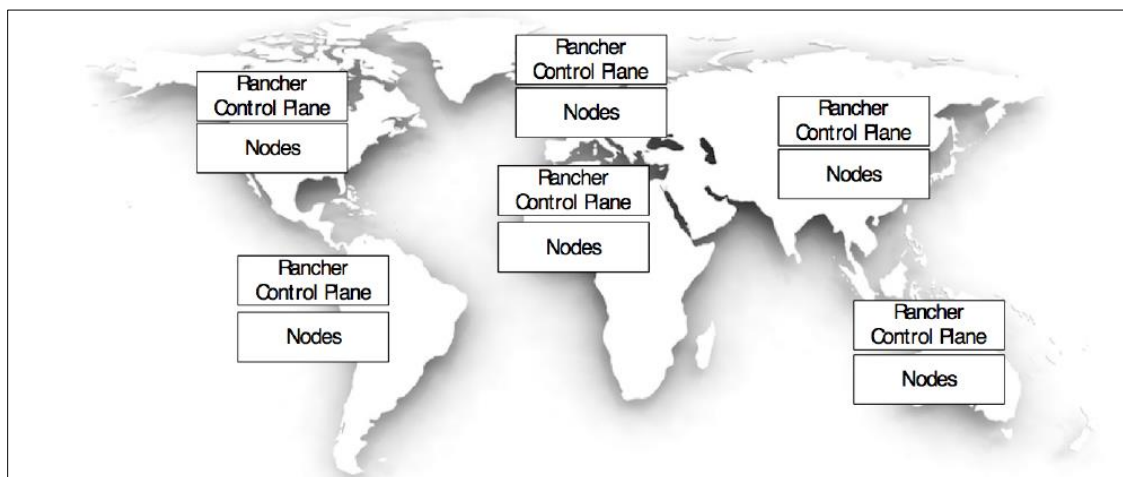 Rancher
Control Plane
Nodes
Rancher
Control Plane
Nodes
Rancher
Control Plane
Nodes
Rancher
Control Plane
Nodes
Rancher
Control Plane
Nodes
Rancher
Control Plane
Nodes